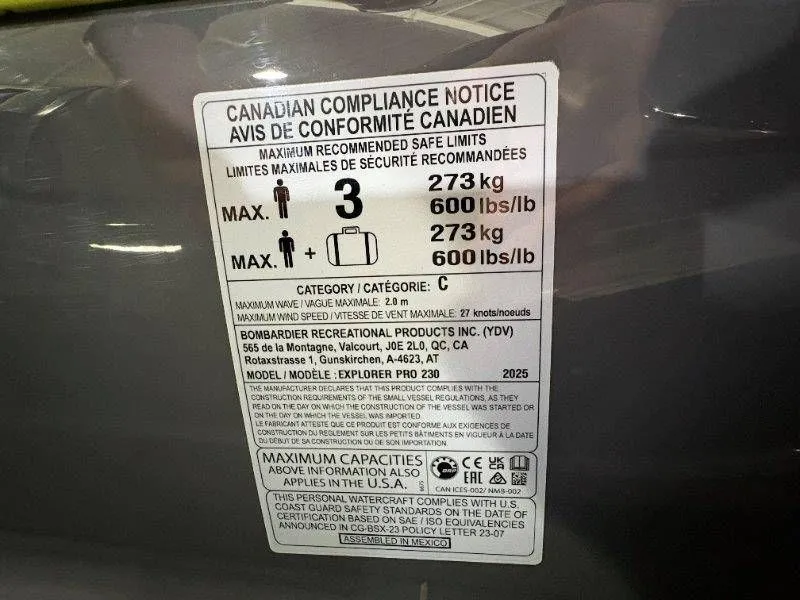 CANADIAN COMPLIANCE NOTICE
AVIS DE CONFORMITÉ CANADIEN
MAXIMUM RECOMMENDED SAFE LIMITS
LIMITES MAXIMALES DE SÉCURITÉ RECOMMANDÉES
MAX. 3 273 kg
600 lbs/lb
MAX. + 273 kg
600 lbs/lb
CATEGORY / CATÉGORIE: C
MAXIMUM WAVE / VAGUE MAXIMALE: 2.0 m
MAXIMUM WIND SPEED / VITESSE DE VENT MAXIMALE: 27 knots/noeuds
BOMBARDIER RECREATIONAL PRODUCTS INC. (YDV)
565 de la Montagne, Valcourt, J0E 2L0, QC, CA
Rotaxstrasse 1, Gunskirchen, A-4623, AT
MODEL / MODÈLE : EXPLORER PRO 230 2025
THE MANUFACTURER DECLARES THAT THIS PRODUCT COMPLIES WITH THE
CONSTRUCTION REQUIREMENTS OF THE SMALL VESSEL REGULATIONS, AS THEY
READ ON THE DAY ON WHICH THE CONSTRUCTION OF THE VESSEL WAS STARTED OR
ON THE DAY ON WHICH THE VESSEL WAS IMPORTED.
LE FABRICANT ATTESTE QUE CE PRODUIT EST CONFORME AUX EXIGENCES DE
CONSTRUCTION DU RÈGLEMENT SUR LES PETITS BÂTIMENTS EN VIGUEUR À LA DATE
DU DÉBUT DE SA CONSTRUCTION OU DE SON IMPORTATION.
MAXIMUM CAPACITIES
ABOVE INFORMATION ALSO
APPLIES IN THE U.S.A.
BRP CE UK CA
EAC
CAN ICES-002/ NMB-002
THIS PERSONAL WATERCRAFT COMPLIES WITH U.S.
COAST GUARD SAFETY STANDARDS ON THE DATE OF
CERTIFICATION BASED ON SAE / ISO EQUIVALENCIES
ANNOUNCED IN CG-BSX-23 POLICY LETTER 23-07
ASSEMBLED IN MEXICO